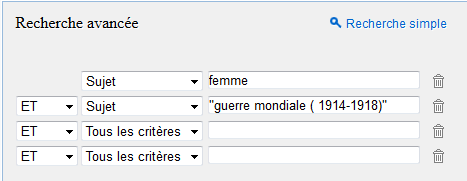 Recherche avancée Recherche simple
Sujet femme
ET Sujet "guerre mondiale ( 1914-1918)"
ET Tous les critères
ET Tous les critères